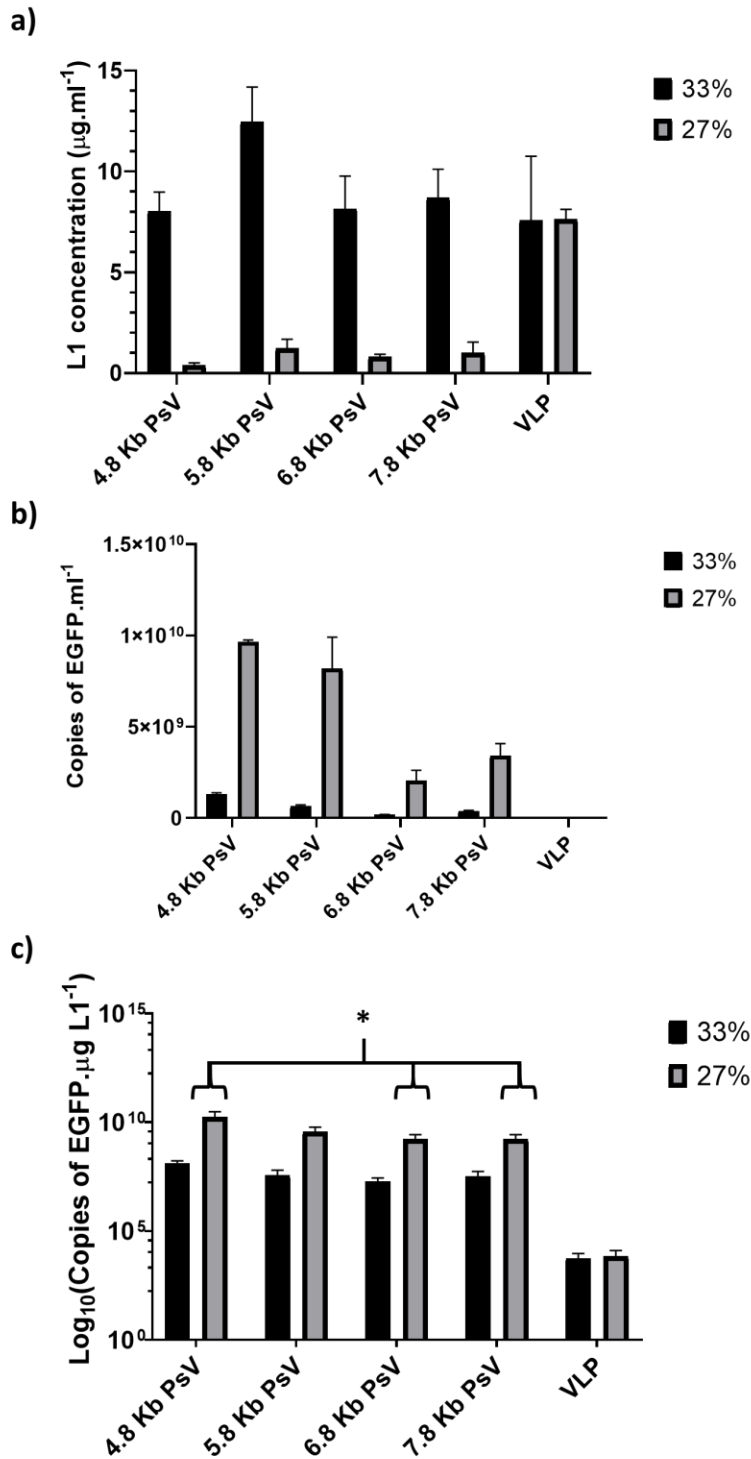 a)
L1 concentration (μg.ml⁻¹)
15
10
5
0
33%
27%
4.8 Kb PsV
5.8 Kb PsV
6.8 Kb PsV
7.8 Kb PsV
VLP
b)
Copies of EGFP.ml⁻¹
1.5×10¹⁰
1×10¹⁰
5×10⁹
0
33%
27%
4.8 Kb PsV
5.8 Kb PsV
6.8 Kb PsV
7.8 Kb PsV
VLP
c)
Log₁₀(Copies of EGFP.μg L1⁻¹)
10¹⁵
10¹⁰
10⁵
10⁰
*
33%
27%
4.8 Kb PsV
5.8 Kb PsV
6.8 Kb PsV
7.8 Kb PsV
VLP